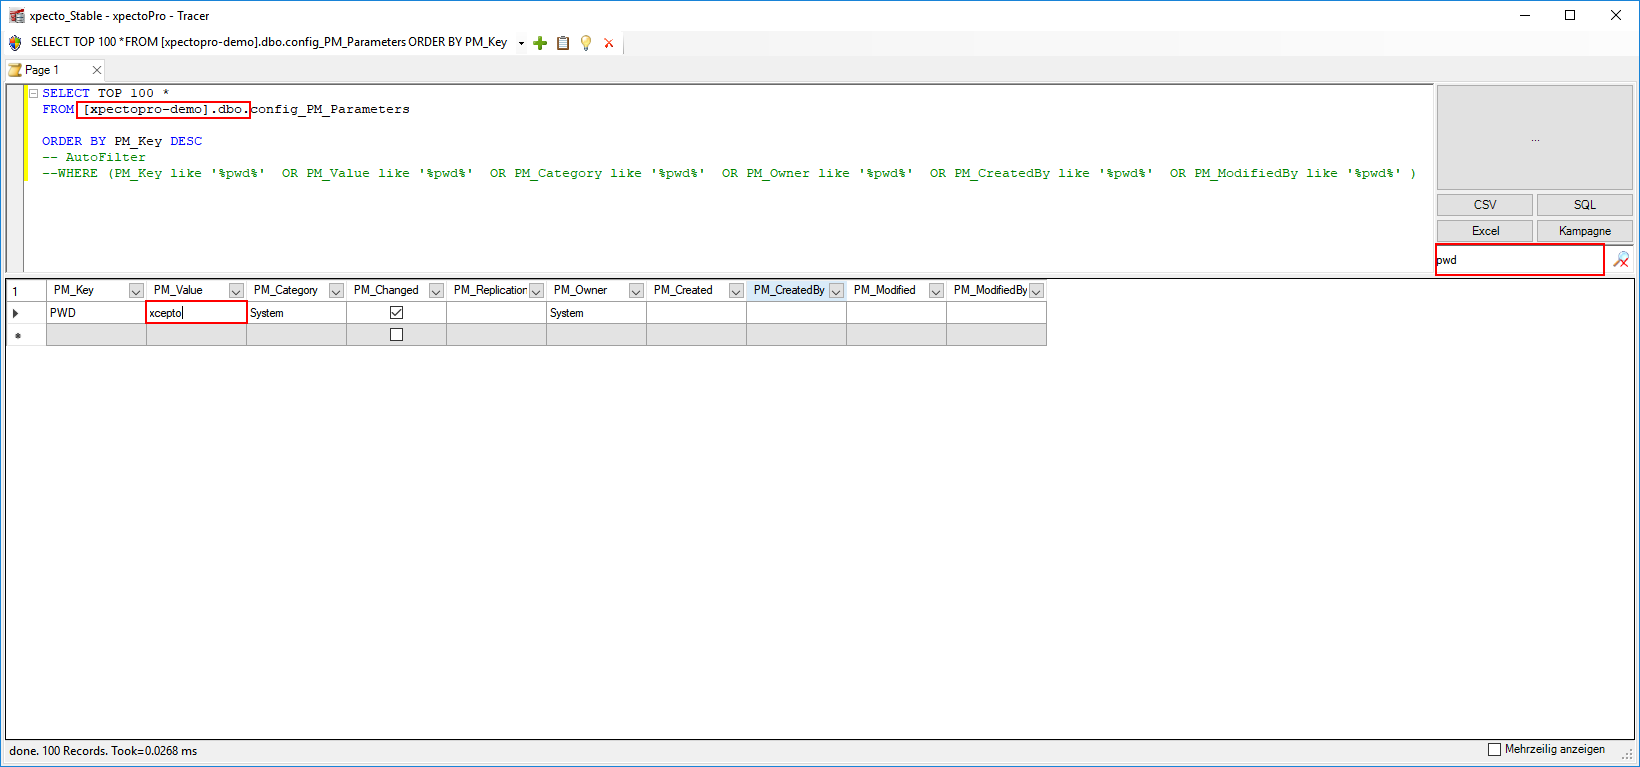 xpecto_Stable - xpectoPro - Tracer
SELECT TOP 100 *FROM [xpectopro-demo].dbo.config_PM_Parameters ORDER BY PM_Key
Page 1
SELECT TOP 100 *
FROM [xpectopro-demo].dbo.config_PM_Parameters
ORDER BY PM_Key DESC
-- AutoFilter
--WHERE (PM_Key like '%pwd%'  OR PM_Value like '%pwd%'  OR PM_Category like '%pwd%'  OR PM_Owner like '%pwd%'  OR PM_CreatedBy like '%pwd%'  OR PM_ModifiedBy like '%pwd%' )
...
CSV SQL
Excel Kampagne
pwd
1 PM_Key PM_Value PM_Category PM_Changed PM_Replication PM_Owner PM_Created PM_CreatedBy PM_Modified PM_ModifiedBy
PWD xcepto System System
done. 100 Records. Took=0.0268 ms
Mehrzeilig anzeigen